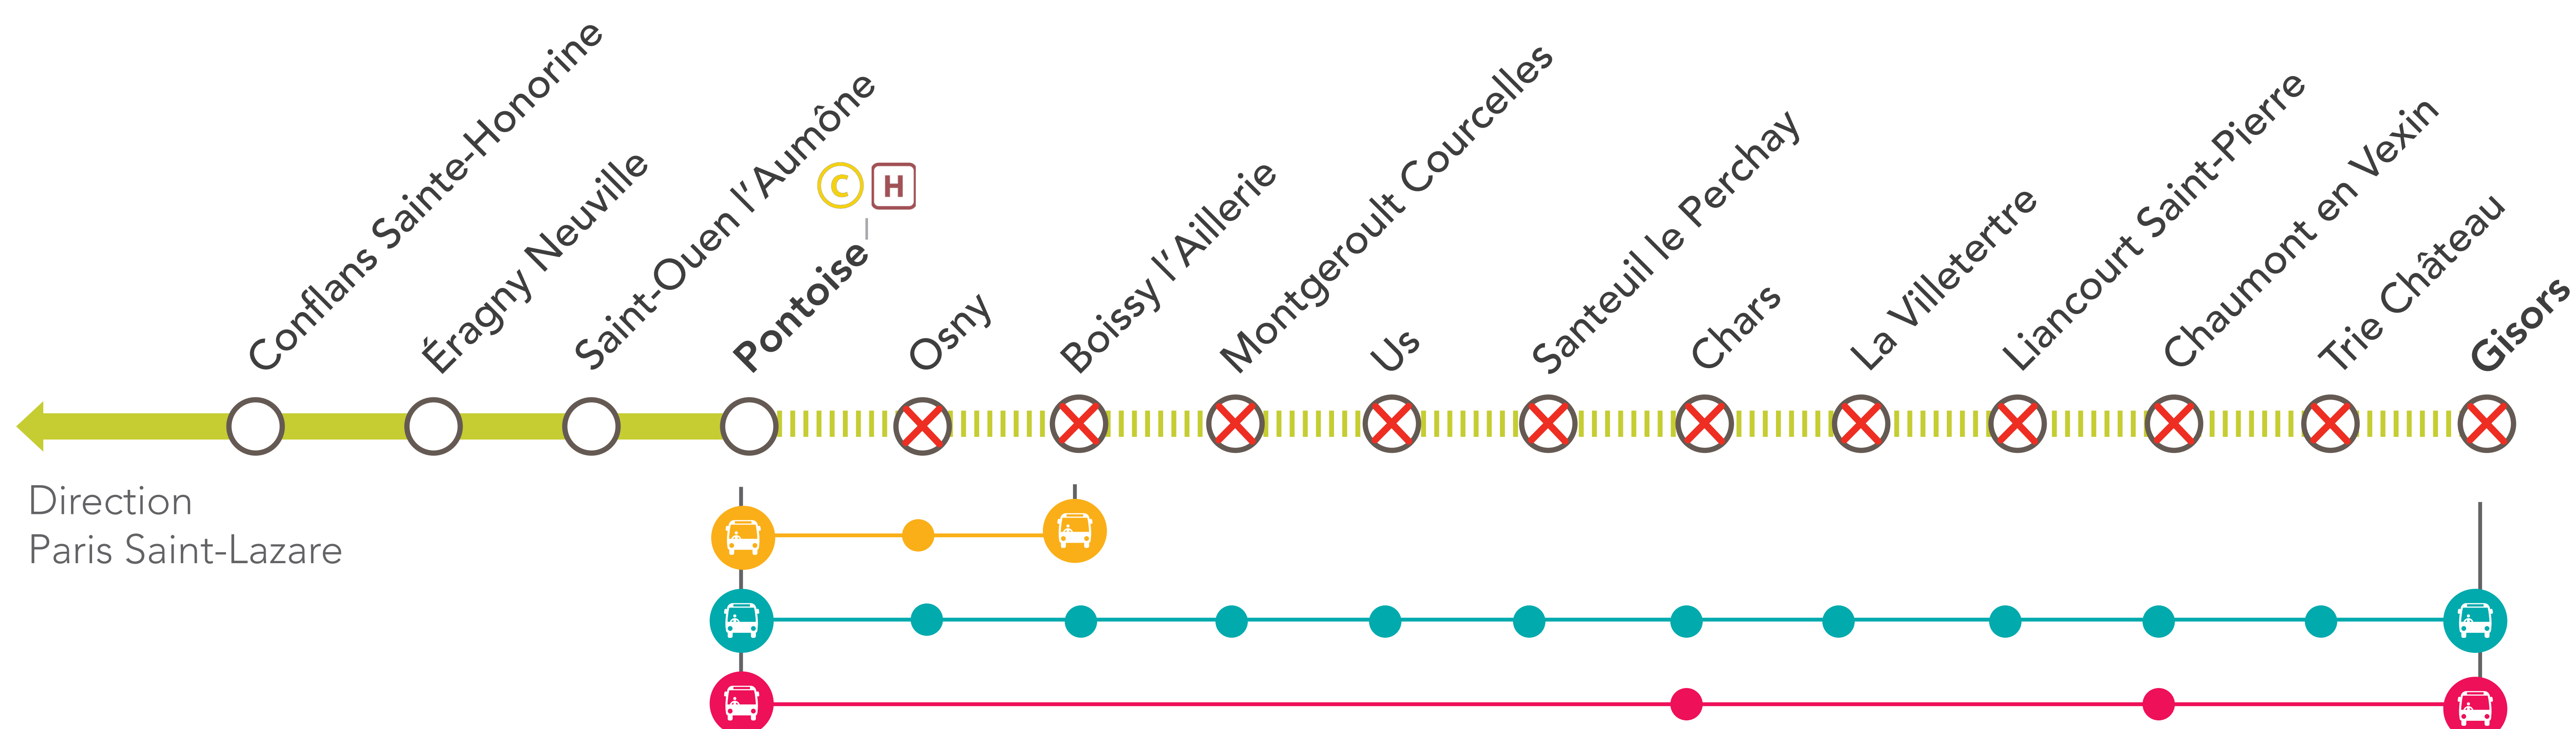 Conflans Sainte-Honorine
Éragny Neuville
Saint-Ouen l'Aumône
C H
Pontoise
Osny
Boissy l'Aillerie
Montgeroult Courcelles
Us
Santeuil le Perchay
Chars
La Villetertre
Liancourt Saint-Pierre
Chaumont en Vexin
Trie Château
Gisors
Direction
Paris Saint-Lazare